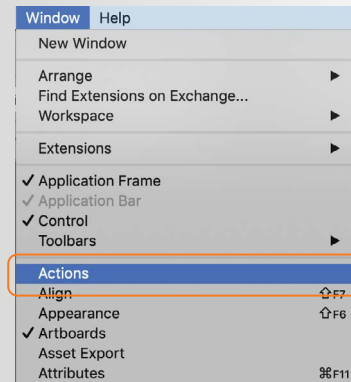 Window Help
New Window
Arrange ▶
Find Extensions on Exchange...
Workspace ▶
Extensions ▶
✓ Application Frame
✓ Application Bar
✓ Control
Toolbars ▶
Actions
Align ⇧F7
Appearance ⇧F6
✓ Artboards
Asset Export
Attributes ⌘F11